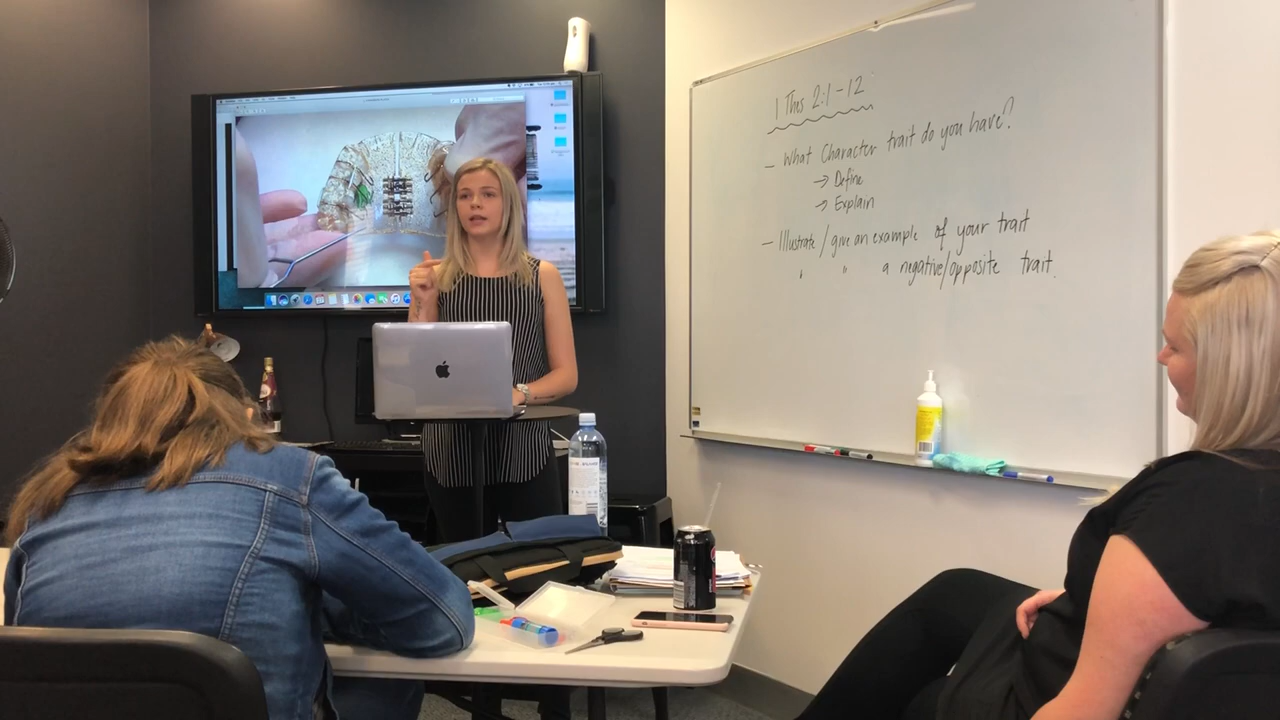 1 Thes 2:1-12
- What Character trait do you have?
→ Define
→ Explain
- Illustrate / give an example of your trait
" " a negative/opposite trait.